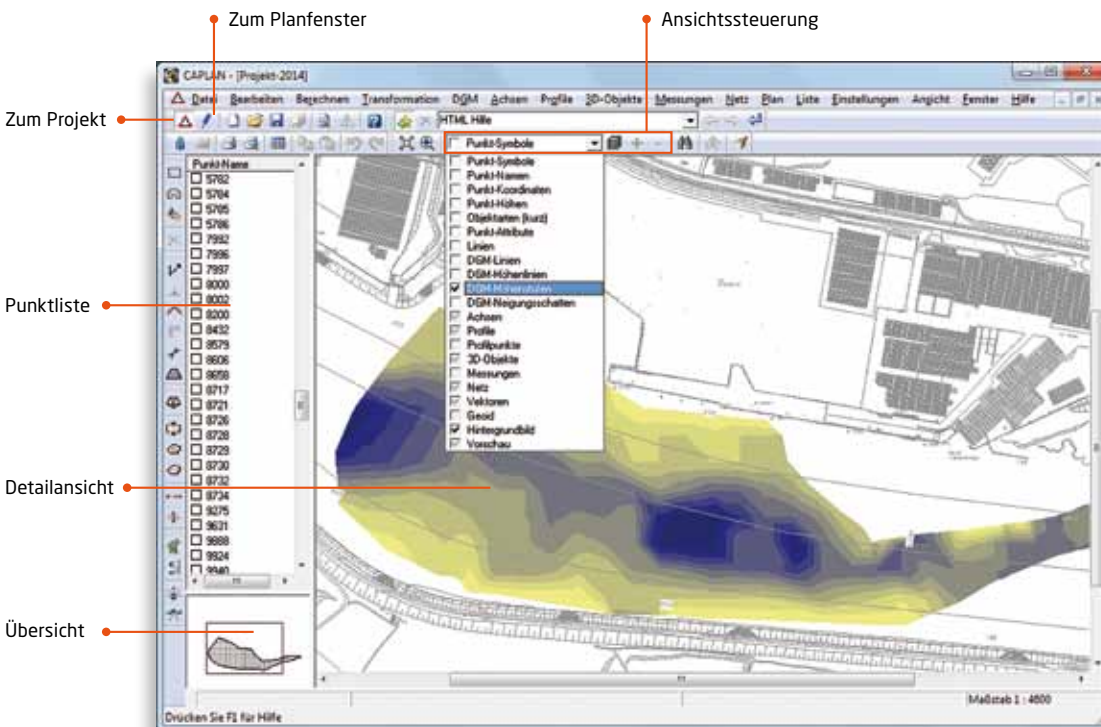 Zum Planfenster
Ansichtssteuerung
CAPLAN - [Projekt-2014]
Datei Bearbeiten Berechnen Transformation DGM Achsen Profile 3D-Objekte Messungen Netz Plan Liste Einstellungen Ansicht Fenster Hilfe
Zum Projekt
HTML Hilfe
Punkt-Symbole
Punkt-Name
5782
5784
5785
5786
7992
7996
7997
8000
8002
8200
8432
8579
8606
8658
8717
8721
8726
8728
8729
8730
8732
8734
9275
9631
9888
9924
9940
Punkt-Symbole
Punkt-Namen
Punkt-Koordinaten
Punkt-Höhen
Objektarten (kurz)
Punkt-Attribute
Linien
DGM-Linien
DGM-Höhenlinien
DGM-Höhenstufen
DGM-Neigungsschatten
Achsen
Profile
Profilpunkte
3D-Objekte
Messungen
Netz
Vektoren
Geoid
Hintergrundbild
Vorschau
Punktliste
Detailansicht
Übersicht
Maßstab 1 : 4600
Drücken Sie F1 für Hilfe